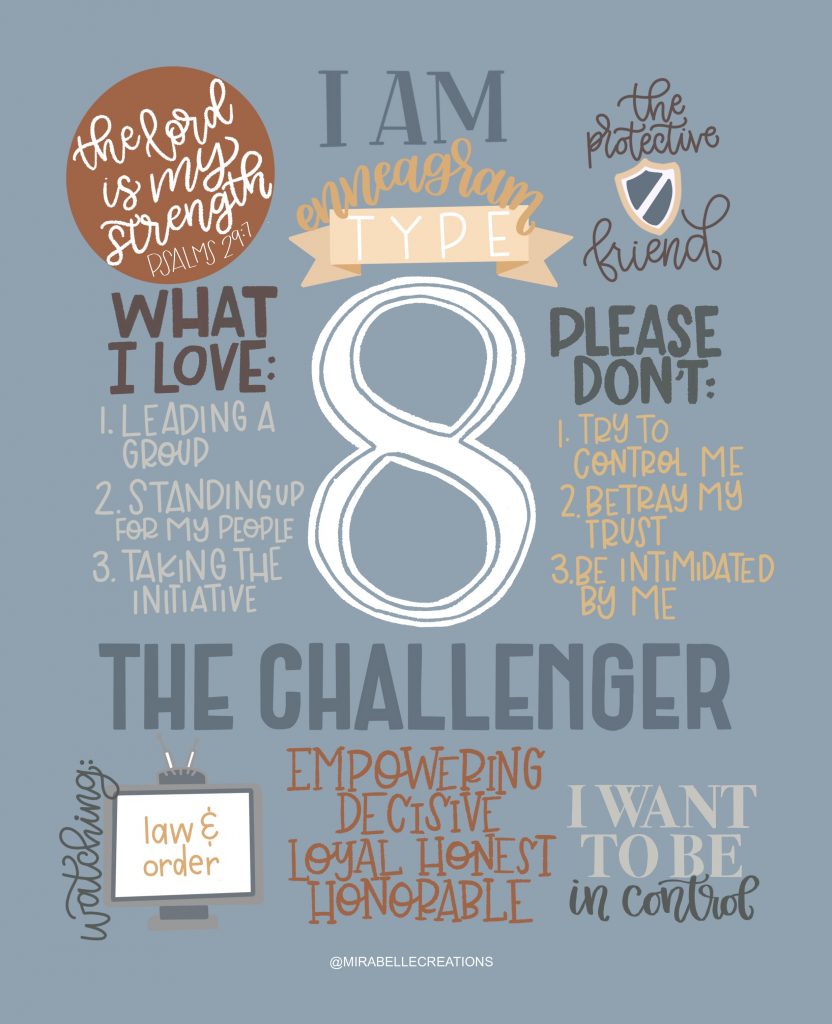 the lord
is my
strength
PSALMS 29:7
I AM
enneagram
TYPE
8
the
protective
friend
WHAT
I LOVE:
1. LEADING A
GROUP
2. STANDING UP
FOR MY PEOPLE
3. TAKING THE
INITIATIVE
PLEASE
DON'T:
1. TRY TO
CONTROL ME
2. BETRAY MY
TRUST
3. BE INTIMIDATED
BY ME
THE CHALLENGER
watching:
law &
order
EMPOWERING
DECISIVE
LOYAL HONEST
HONORABLE
I WANT
TO BE
in control
@MIRABELLECREATIONS